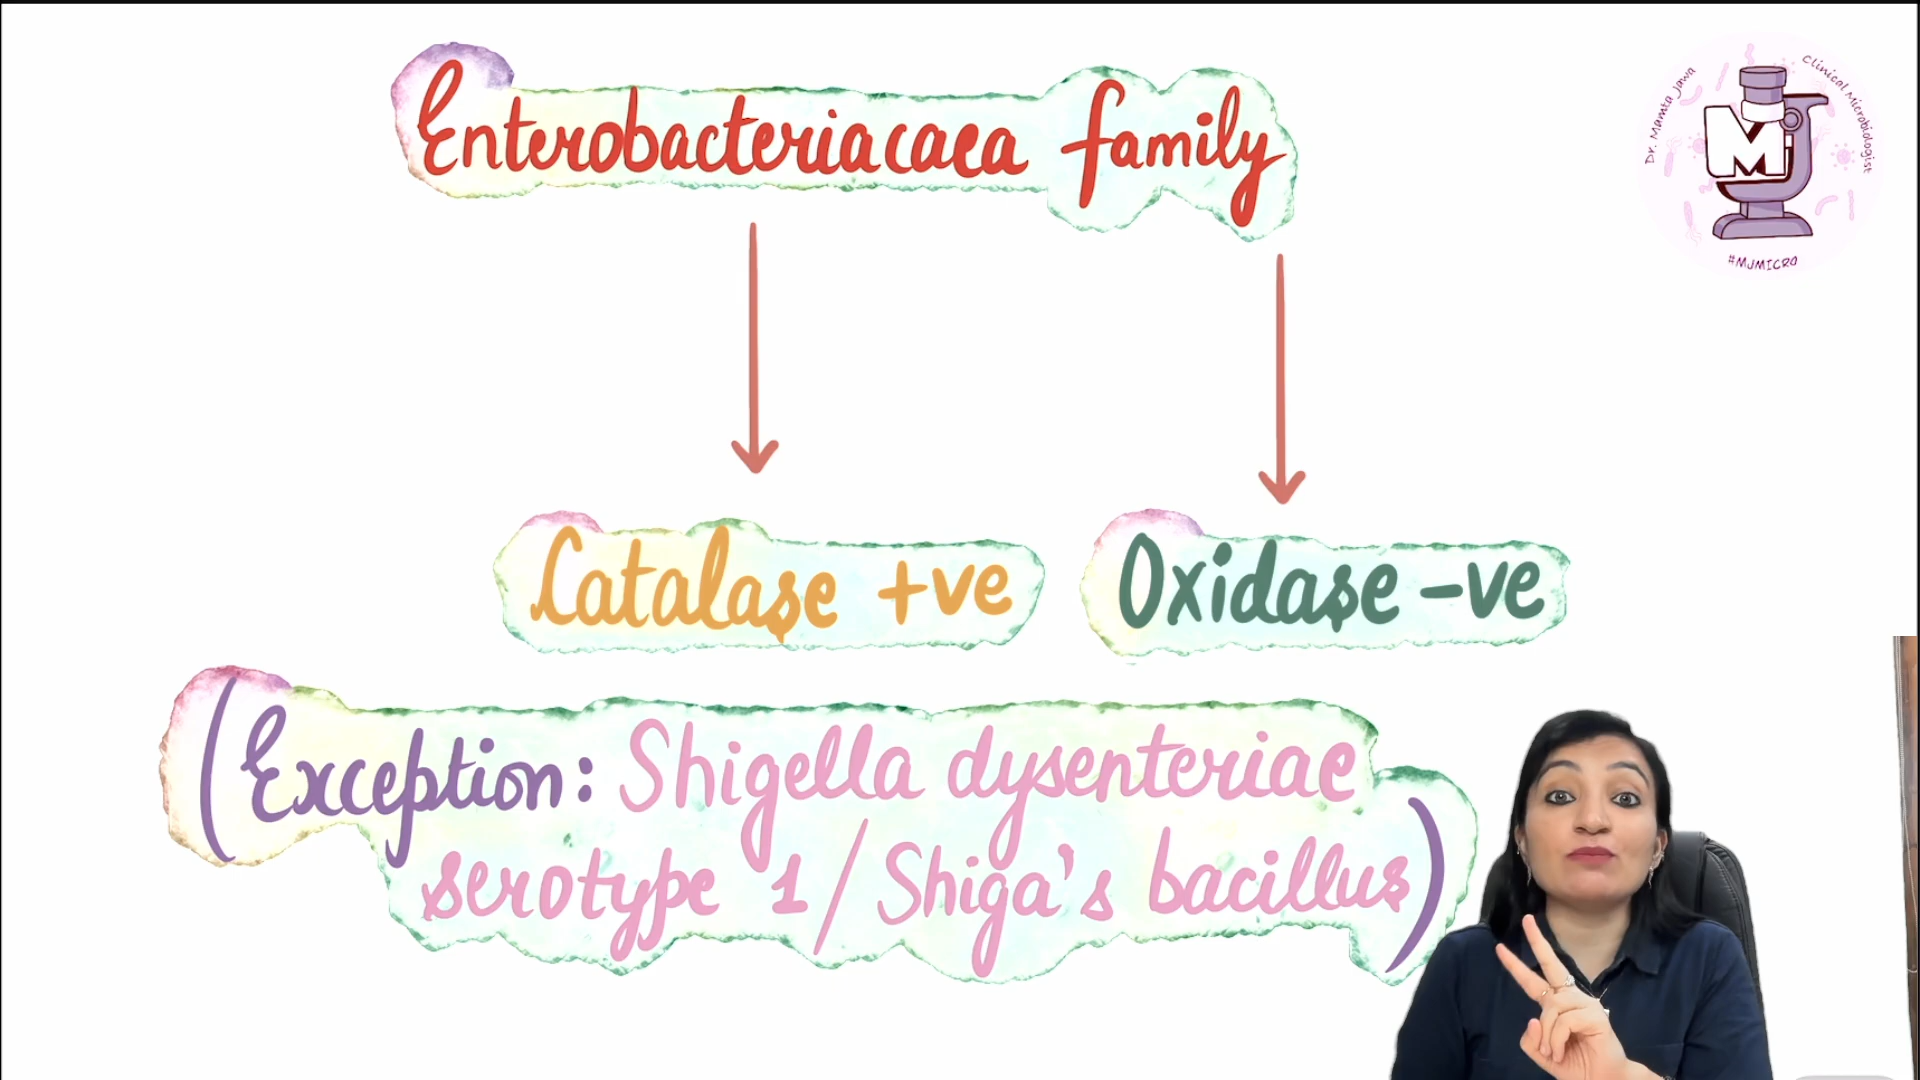 Enterobacteriacaea family
Dr. Mamta Jawa
Clinical Microbiologist
M
#MJMICRO
Catalase +ve
Oxidase -ve
(Exception: Shigella dysenteriae
serotype 1/ Shiga's bacillus)